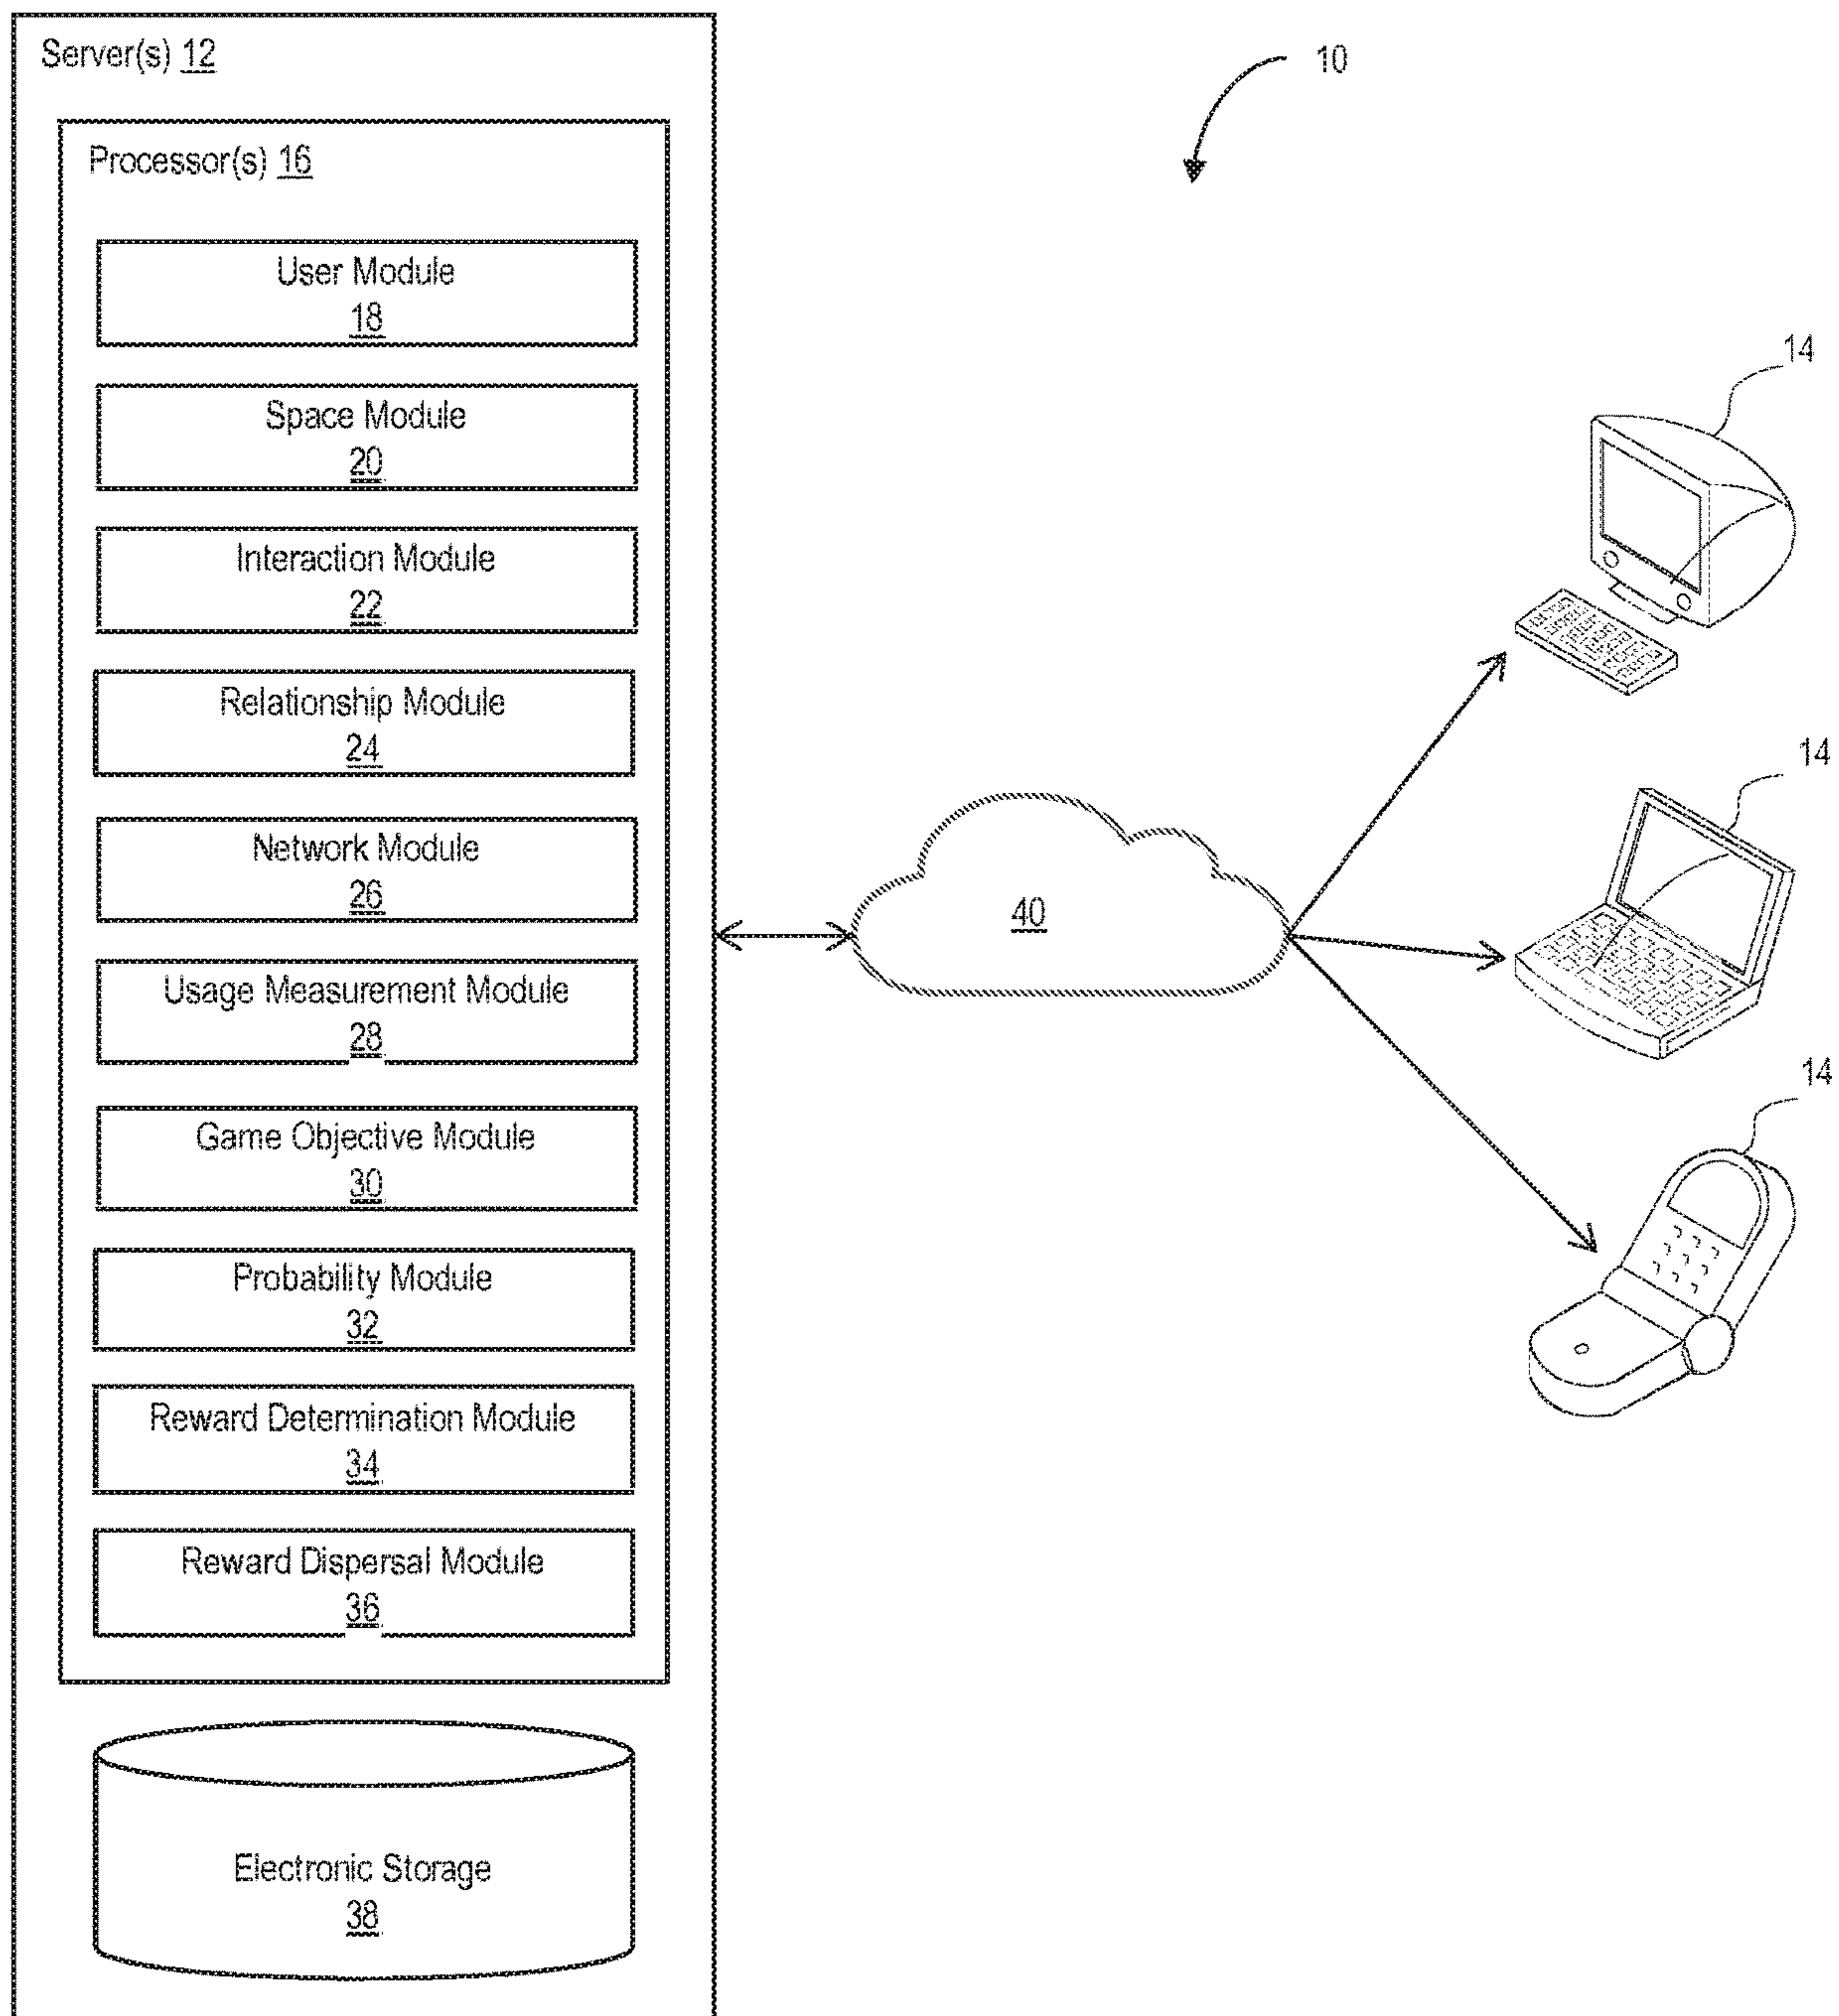 Server(s) 12
10
Processor(s) 16
User Module
18
Space Module
20
Interaction Module
22
Relationship Module
24
Network Module
26
Usage Measurement Module
28
Game Objective Module
30
Probability Module
32
Reward Determination Module
34
Reward Dispersal Module
36
Electronic Storage
38
40
14
14
14